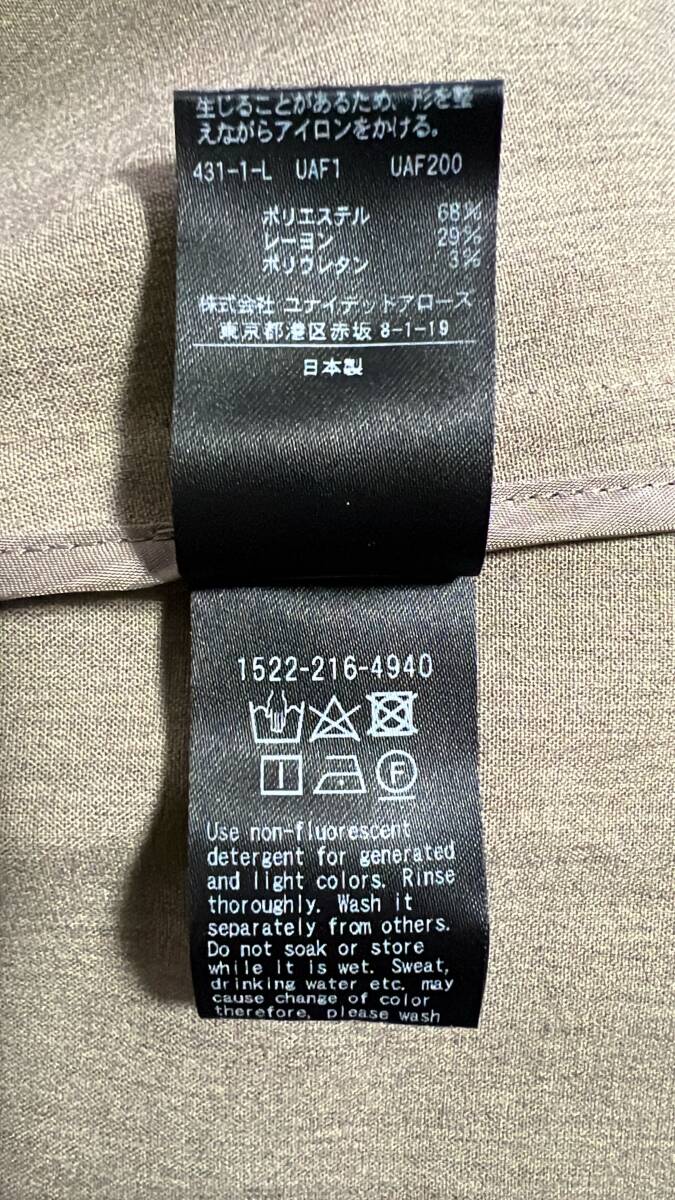 生じることがあるため、形を整
えながらアイロンをかける。
431-1-L UAF1 UAF200
ポリエステル 68%
レーヨン 29%
ポリウレタン 3%
株式会社 ユナイテッドアローズ
東京都港区赤坂 8-1-19
日本製
1522-216-4940
F
Use non-fluorescent
detergent for generated
and light colors. Rinse
thoroughly. Wash it
separately from others.
Do not soak or store
while it is wet. Sweat,
drinking water etc. may
cause change of color
therefore, please wash